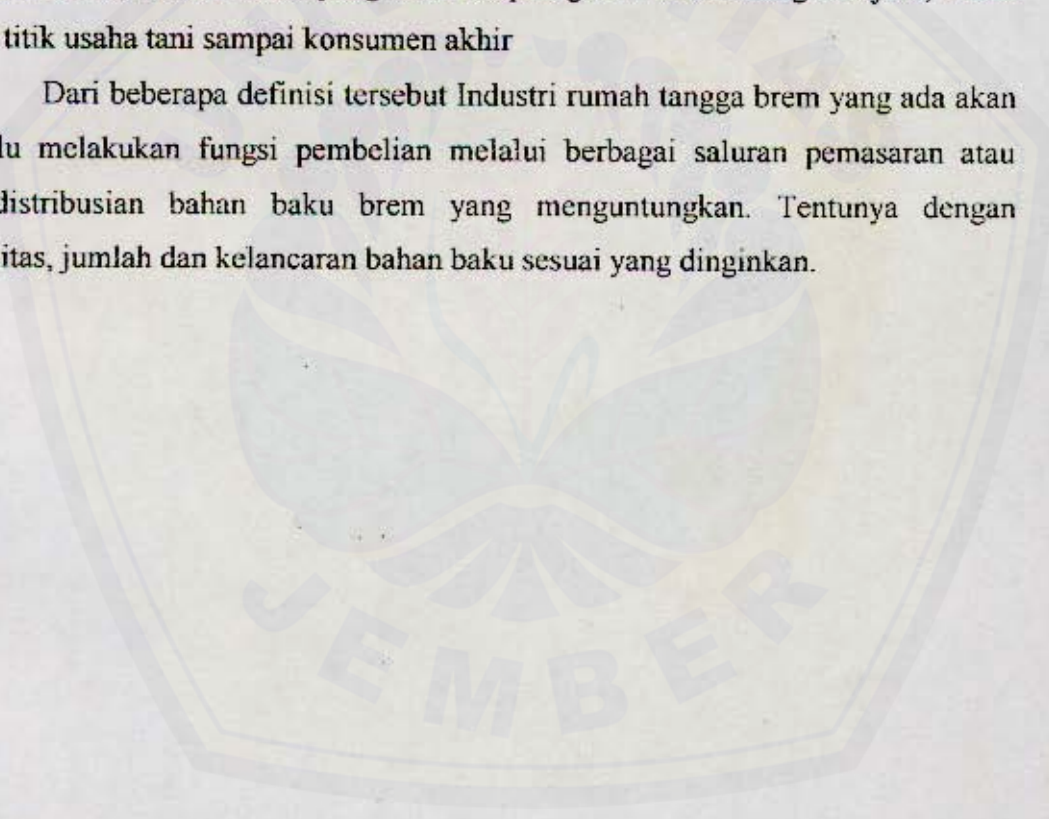 titik usaha tani sampai konsumen akhir
Dari beberapa definisi tersebut Industri rumah tangga brem yang ada akan
lu melakukan fungsi pembelian melalui berbagai saluran pemasaran atau
distribusian bahan baku brem yang menguntungkan. Tentunya dengan
itas, jumlah dan kelancaran bahan baku sesuai yang dinginkan.
JEMBER